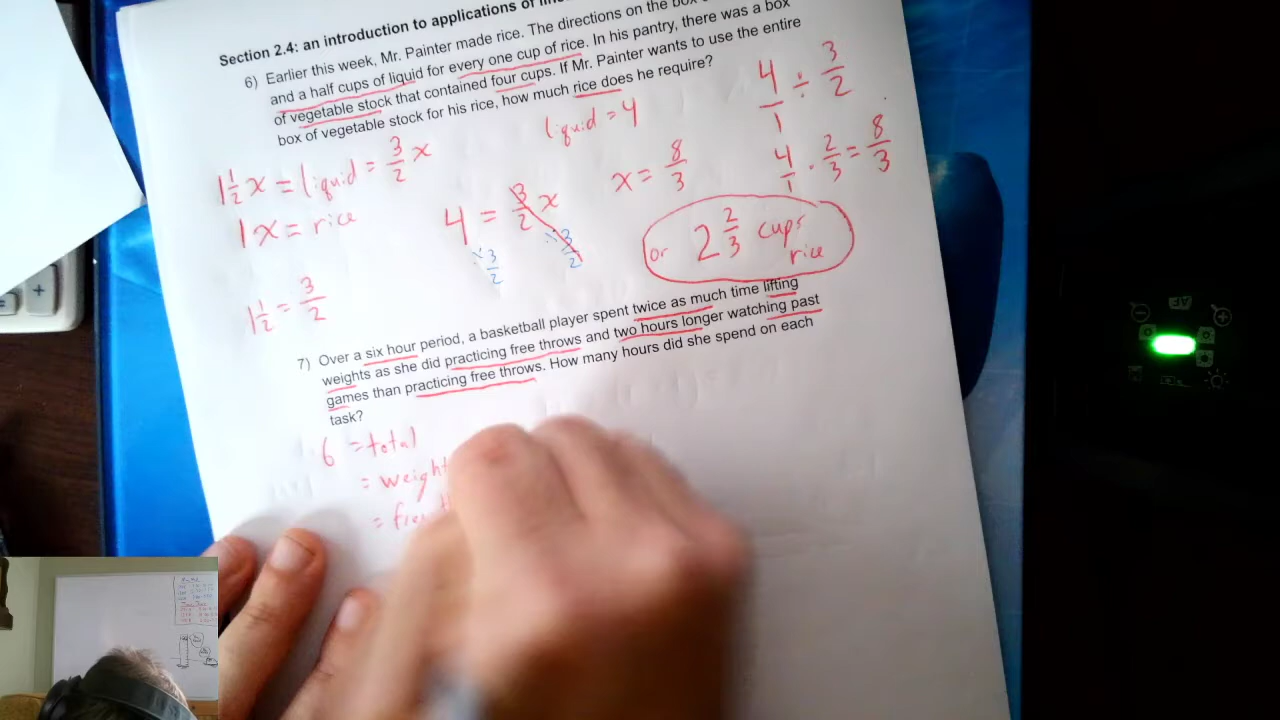 Section 2.4: an introduction to applications of
6) Earlier this week, Mr. Painter made rice. The directions on the box
and a half cups of liquid for every one cup of rice. In his pantry, there was a box
of vegetable stock that contained four cups. If Mr. Painter wants to use the entire
box of vegetable stock for his rice, how much rice does he require?
liquid = 4
4/1 ÷ 3/2
1 1/2 x = liquid = 3/2 x
1x = rice
4 = 3/2 x
÷ 3/2 ÷ 3/2
x = 8/3
4/1 · 2/3 = 8/3
or 2 2/3 cups rice
1 1/2 = 3/2
7) Over a six hour period, a basketball player spent twice as much time lifting
weights as she did practicing free throws and two hours longer watching past
games than practicing free throws. How many hours did she spend on each
task?
6 = total
= weight
= free